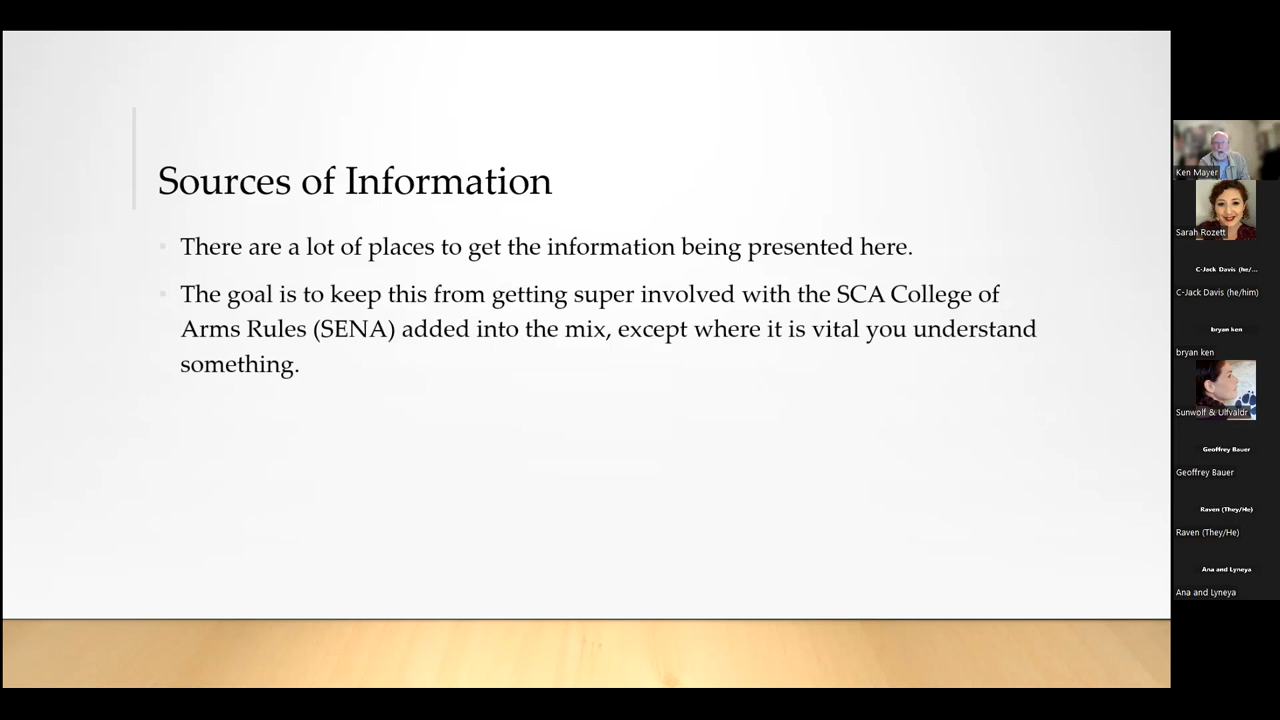 Sources of Information
There are a lot of places to get the information being presented here.
The goal is to keep this from getting super involved with the SCA College of
Arms Rules (SENA) added into the mix, except where it is vital you understand
something.
Ken Mayer
Sarah Rozett
C-Jack Davis (he/...
C-Jack Davis (he/him)
bryan ken
bryan ken
Sunwolf & Ulfvaldr
Geoffrey Bauer
Geoffrey Bauer
Raven (They/He)
Raven (They/He)
Ana and Lyneya
Ana and Lyneya